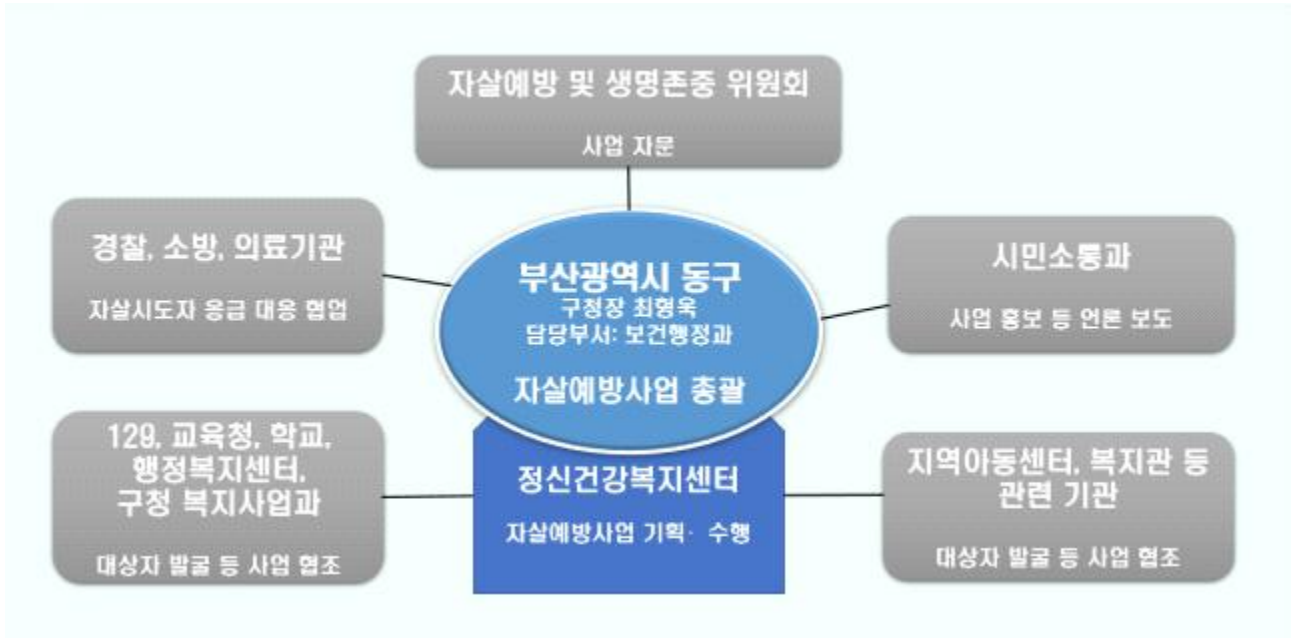 자살예방 및 생명존중 위원회
사업 자문
경찰, 소방, 의료기관
자살시도자 응급 대응 협업
부산광역시 동구
구청장 최형욱
담당부서: 보건행정과
자살예방사업 총괄
시민소통과
사업 홍보 등 언론 보도
129, 교육청, 학교,
행정복지센터,
구청 복지사업과
대상자 발굴 등 사업 협조
정신건강복지센터
자살예방사업 기획· 수행
지역아동센터, 복지관 등
관련 기관
대상자 발굴 등 사업 협조